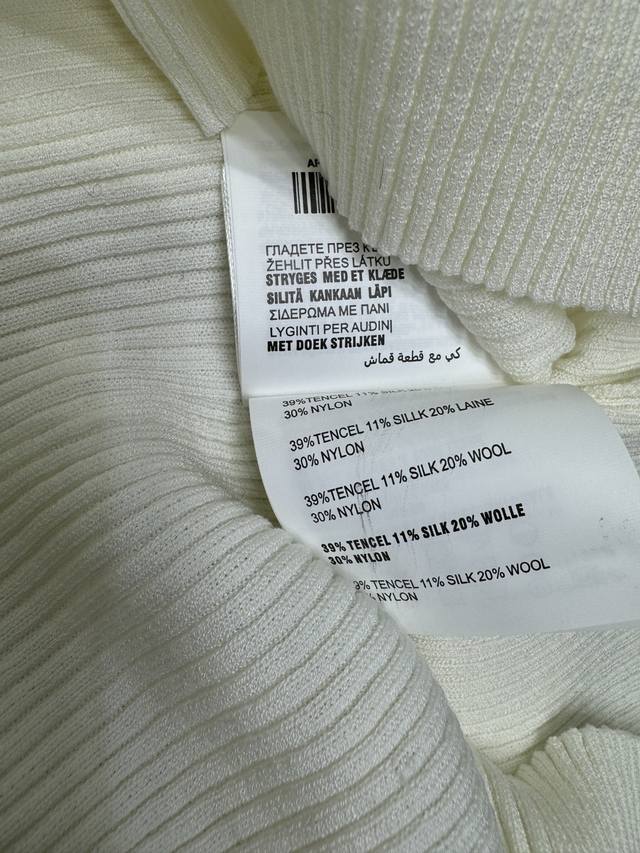 ГЛАДЕТЕ ПРЕЗ
ŽEHLIT PŘES LÁTKU
STRYGES MED ET KLÆDE
SILITÄ KANKAAN LÄPI
ΣΙΔΕΡΩΜΑ ΜΕ ΠΑΝΙ
LYGINTI PER AUDINĮ
MET DOEK STRIJKEN
كي مع قطعة قماش
39%TENCEL 11% SILLK 20% LAINE
30% NYLON
39%TENCEL 11% SILK 20% WOOL
30% NYLON
39% TENCEL 11% SILK 20% WOLLE
30% NYLON
TENCEL 11% SILK 20% WOOL
NYLON